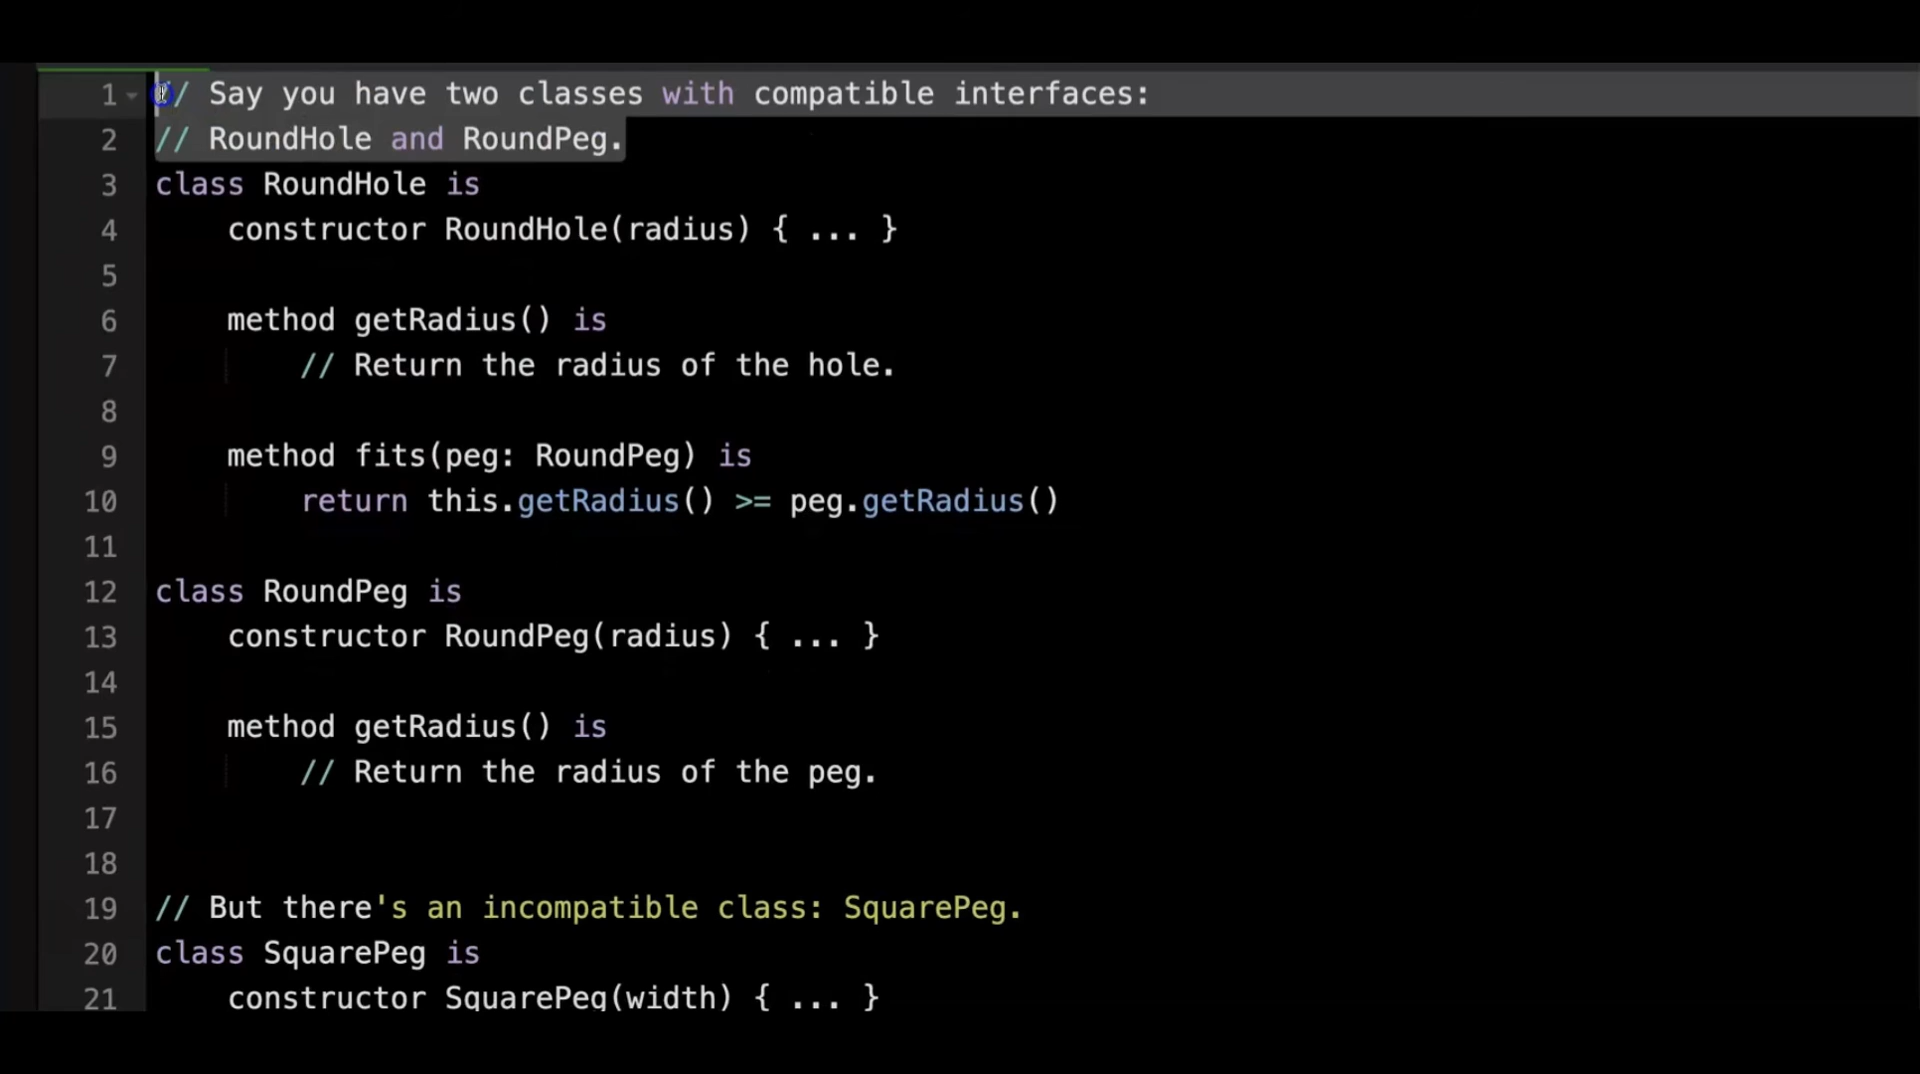 1 // Say you have two classes with compatible interfaces:
2 // RoundHole and RoundPeg.
3 class RoundHole is
4     constructor RoundHole(radius) { ... }
5
6     method getRadius() is
7         // Return the radius of the hole.
8
9     method fits(peg: RoundPeg) is
10         return this.getRadius() >= peg.getRadius()
11
12 class RoundPeg is
13     constructor RoundPeg(radius) { ... }
14
15     method getRadius() is
16         // Return the radius of the peg.
17
18
19 // But there's an incompatible class: SquarePeg.
20 class SquarePeg is
21     constructor SquarePeg(width) { ... }